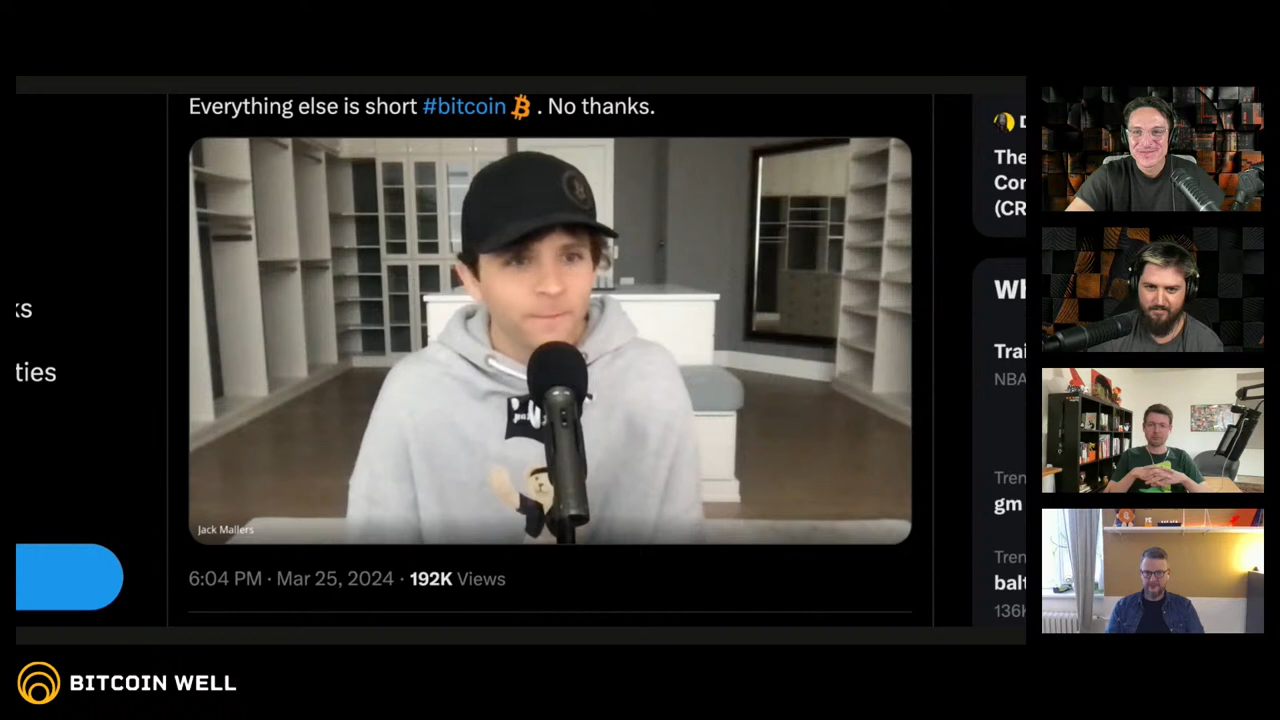 Everything else is short #bitcoin . No thanks.
Jack Mallers
6:04 PM · Mar 25, 2024 · 192K Views
ks
ties
D
The
Cor
(CR
Wh
Trai
NBA
Tren
gm
Tren
balt
136K
BITCOIN WELL